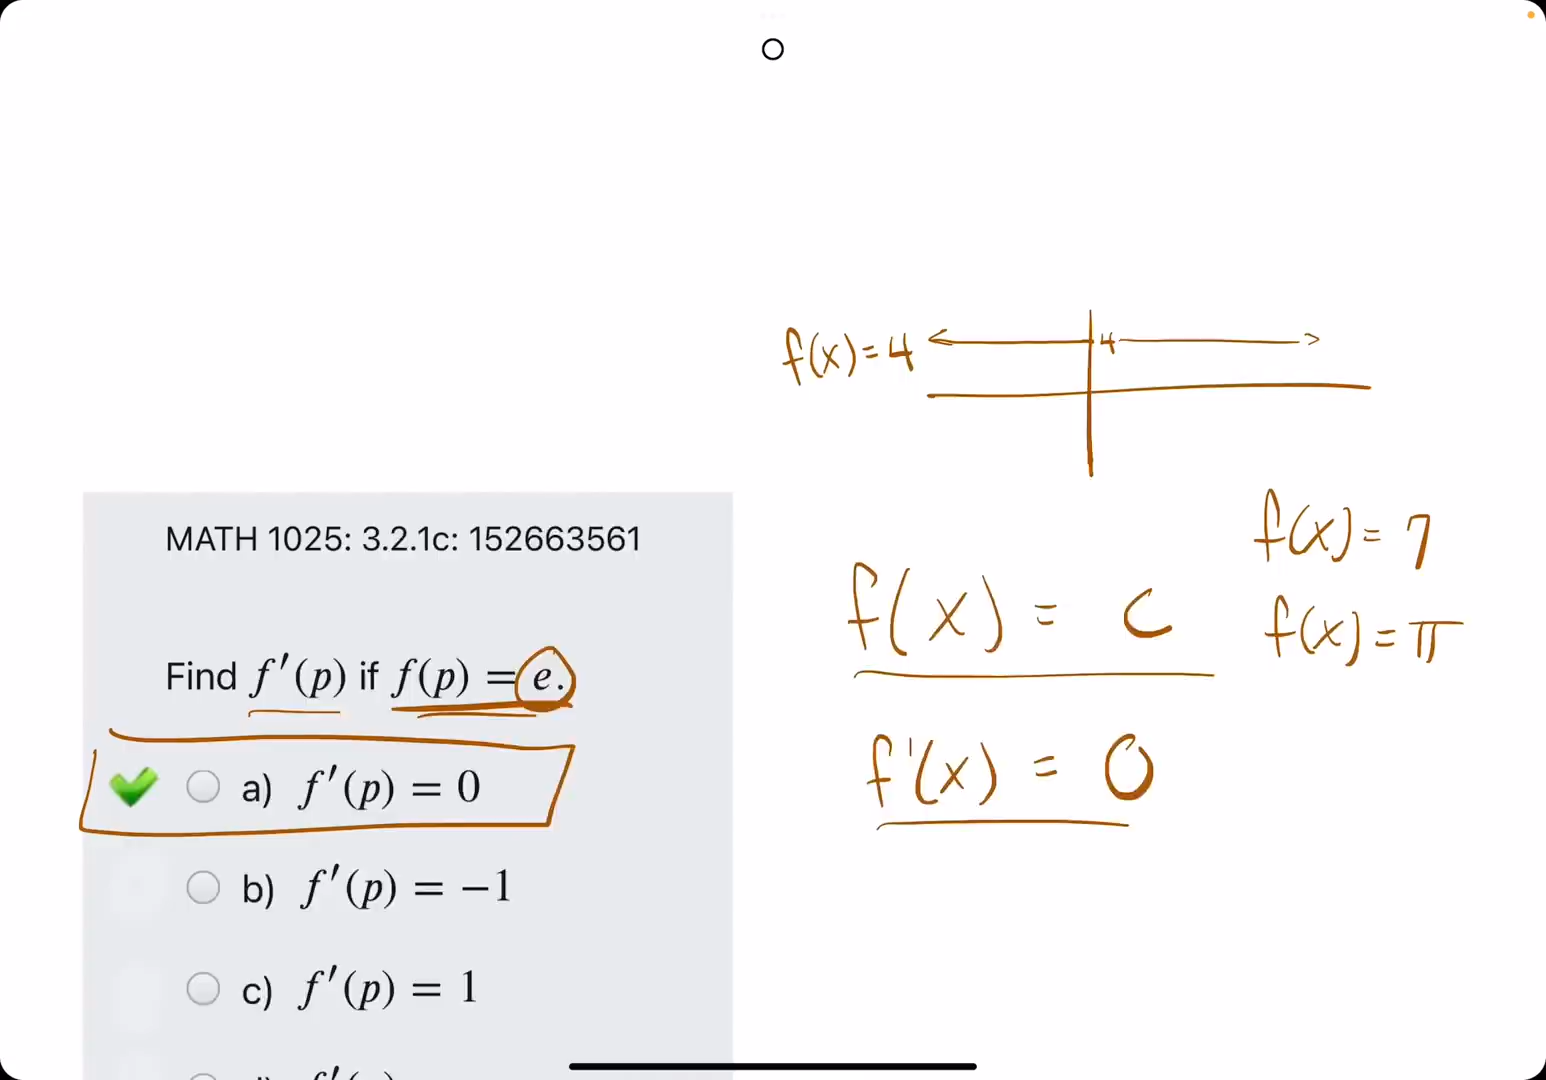 f(x)=4
4
MATH 1025: 3.2.1c: 152663561
f(x) = 7
f(x) = c
f(x) = π
Find f′(p) if f(p) = e.
a) f′(p) = 0
f'(x) = 0
b) f′(p) = −1
c) f′(p) = 1